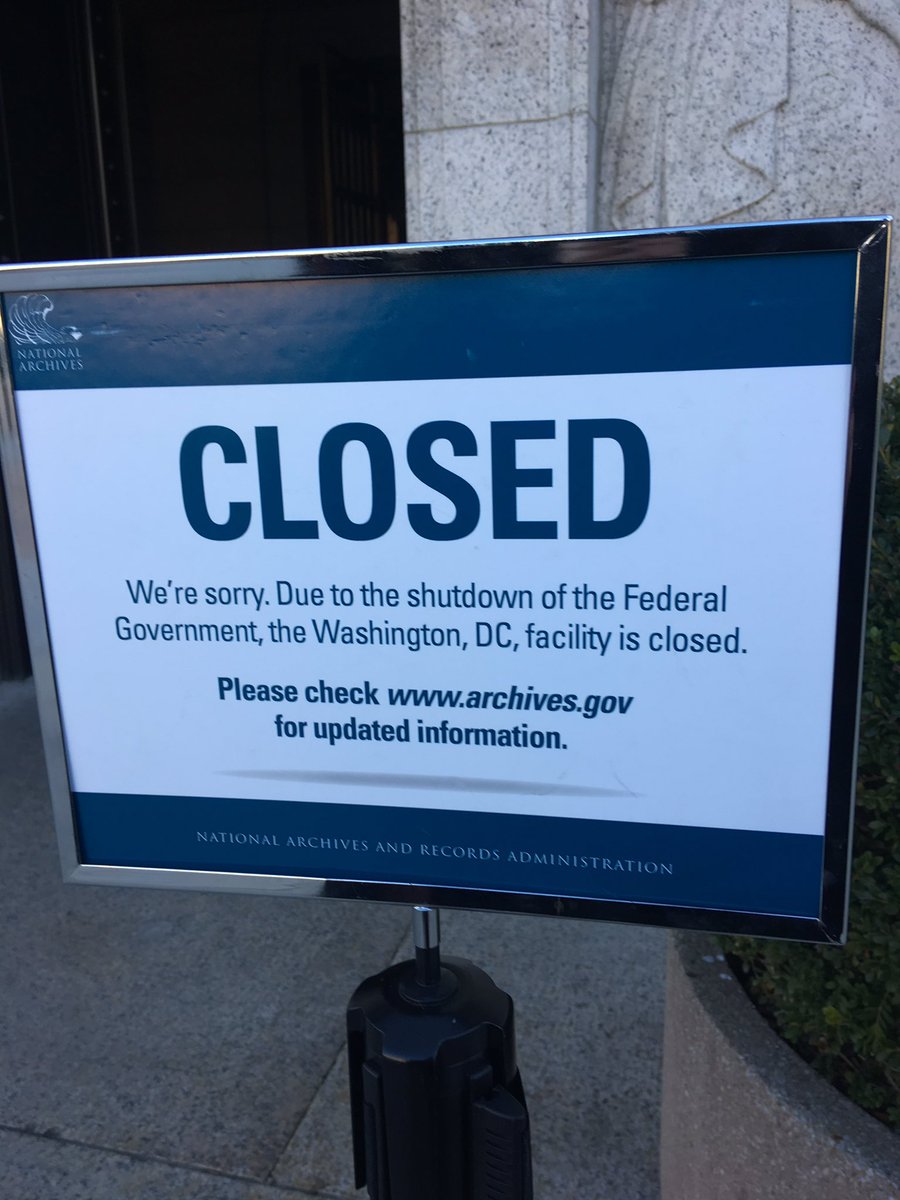 NATIONAL
ARCHIVES
CLOSED
We're sorry. Due to the shutdown of the Federal
Government, the Washington, DC, facility is closed.
Please check www.archives.gov
for updated information.
NATIONAL ARCHIVES AND RECORDS ADMINISTRATION